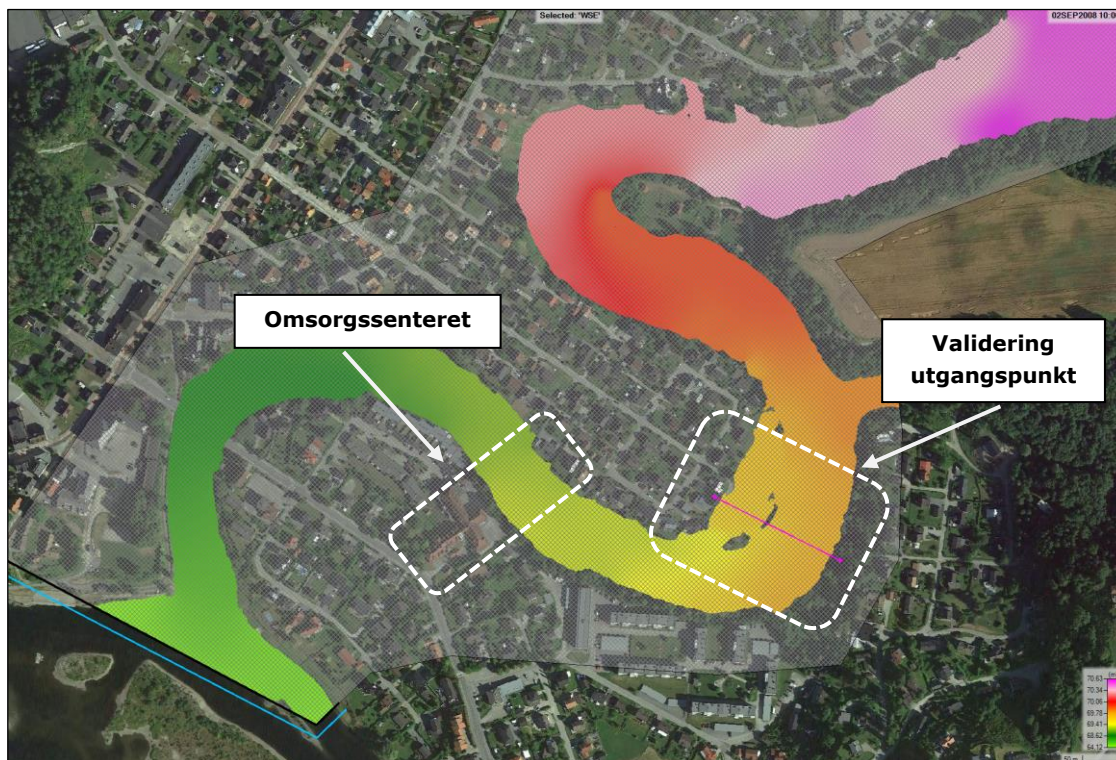 Selected: 'WSE'
02SEP2008 10:0
Omsorgssenteret
Validering
utgangspunkt
70.63
70.34
70.06
69.78
69.41
68.62
64.12